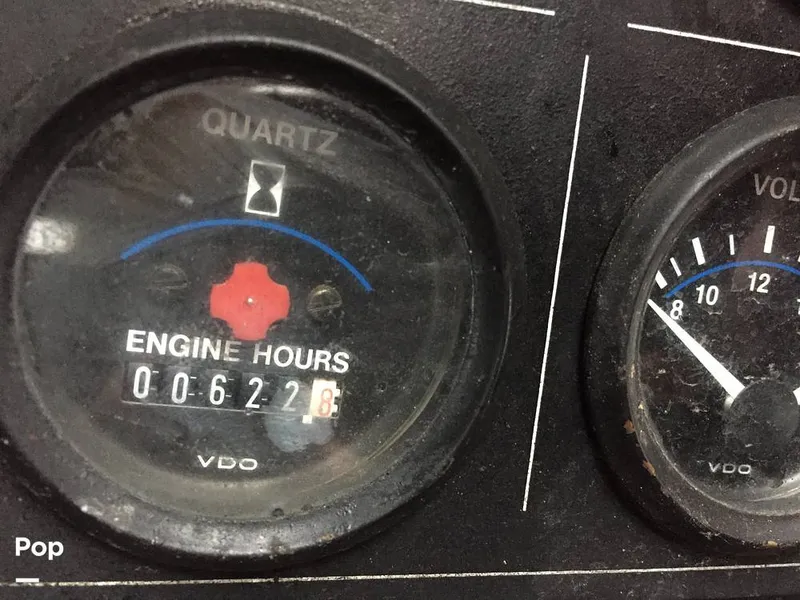 QUARTZ
ENGINE HOURS
006228
VDO
VOL
8 10 12
VDO
Pop